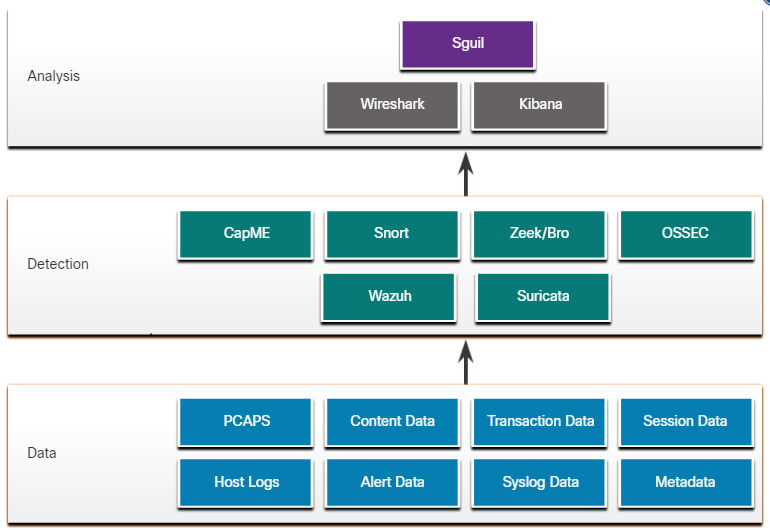 Analysis
Sguil
Wireshark
Kibana
Detection
CapME
Snort
Zeek/Bro
OSSEC
Wazuh
Suricata
Data
PCAPS
Content Data
Transaction Data
Session Data
Host Logs
Alert Data
Syslog Data
Metadata